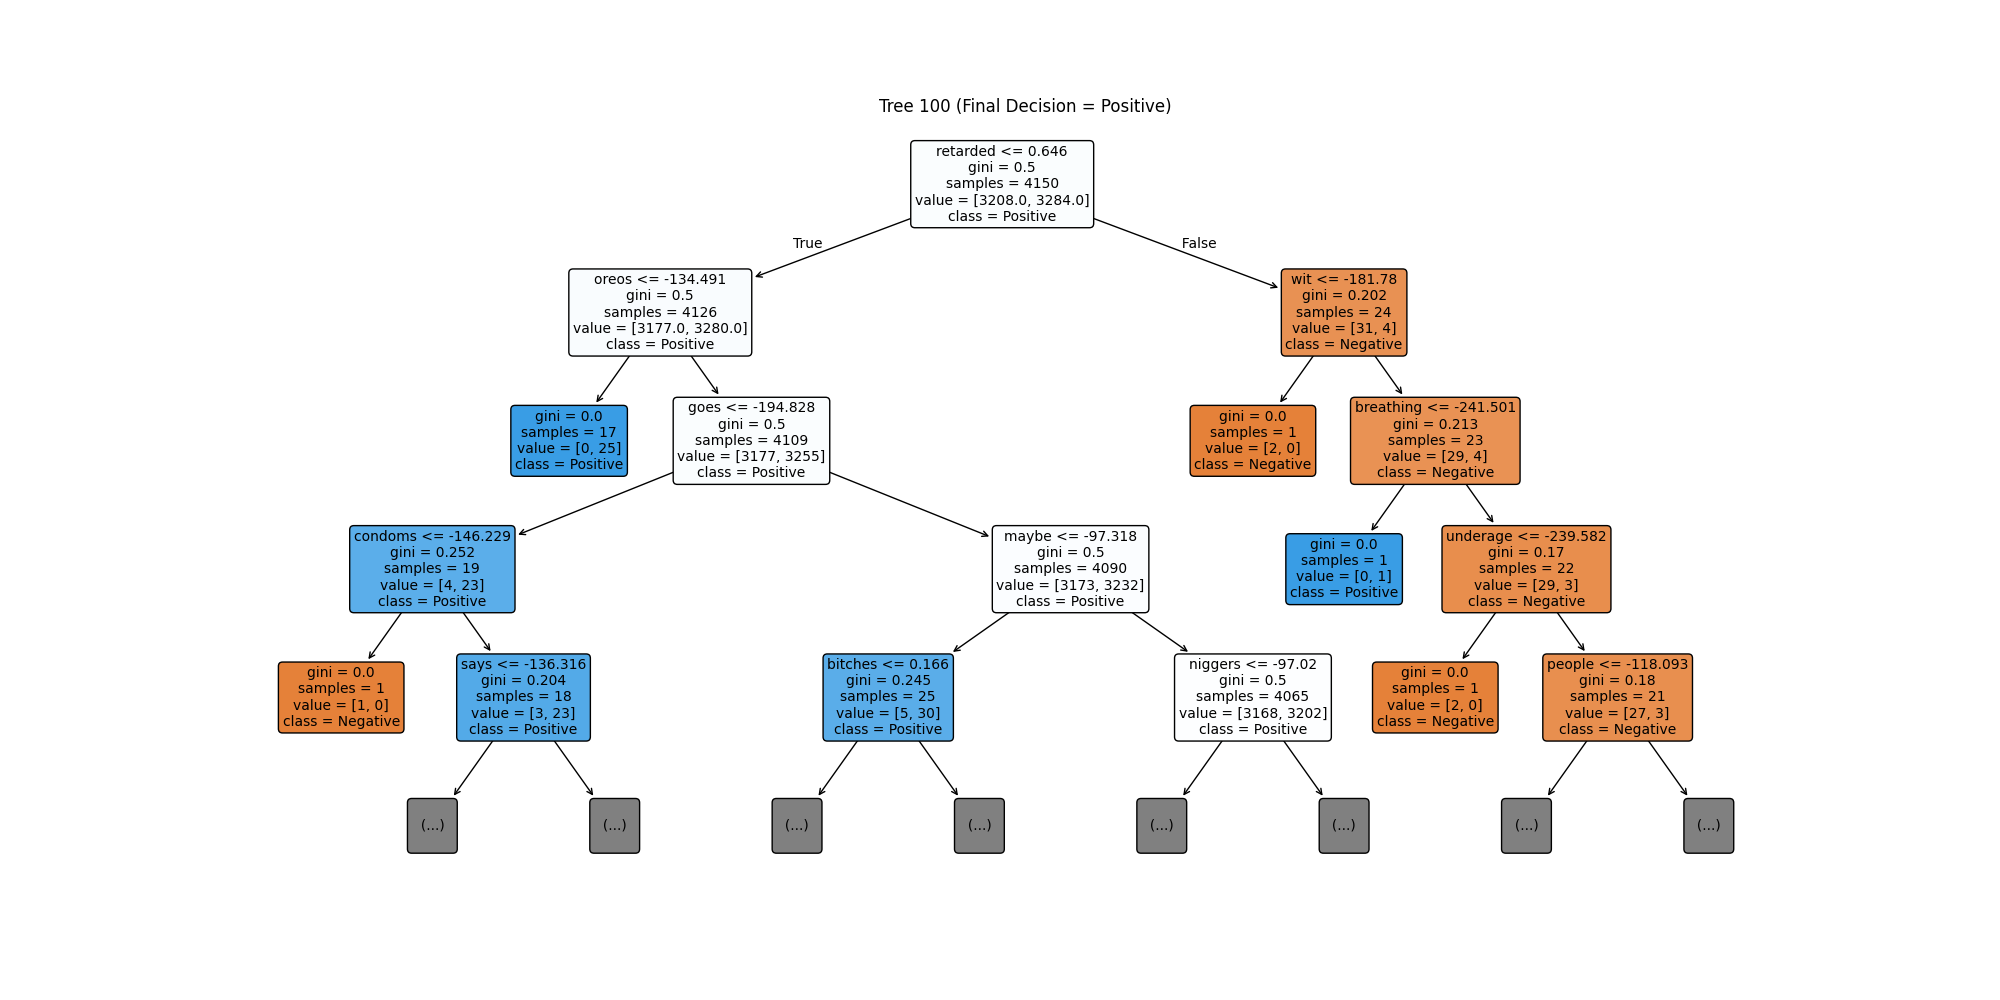 Tree 100 (Final Decision = Positive)
retarded <= 0.646
gini = 0.5
samples = 4150
value = [3208.0, 3284.0]
class = Positive
True
False
oreos <= -134.491
gini = 0.5
samples = 4126
value = [3177.0, 3280.0]
class = Positive
wit <= -181.78
gini = 0.202
samples = 24
value = [31, 4]
class = Negative
gini = 0.0
samples = 17
value = [0, 25]
class = Positive
goes <= -194.828
gini = 0.5
samples = 4109
value = [3177, 3255]
class = Positive
gini = 0.0
samples = 1
value = [2, 0]
class = Negative
breathing <= -241.501
gini = 0.213
samples = 23
value = [29, 4]
class = Negative
condoms <= -146.229
gini = 0.252
samples = 19
value = [4, 23]
class = Positive
maybe <= -97.318
gini = 0.5
samples = 4090
value = [3173, 3232]
class = Positive
gini = 0.0
samples = 1
value = [0, 1]
class = Positive
underage <= -239.582
gini = 0.17
samples = 22
value = [29, 3]
class = Negative
gini = 0.0
samples = 1
value = [1, 0]
class = Negative
says <= -136.316
gini = 0.204
samples = 18
value = [3, 23]
class = Positive
bitches <= 0.166
gini = 0.245
samples = 25
value = [5, 30]
class = Positive
niggers <= -97.02
gini = 0.5
samples = 4065
value = [3168, 3202]
class = Positive
gini = 0.0
samples = 1
value = [2, 0]
class = Negative
people <= -118.093
gini = 0.18
samples = 21
value = [27, 3]
class = Negative
(...)
(...)
(...)
(...)
(...)
(...)
(...)
(...)